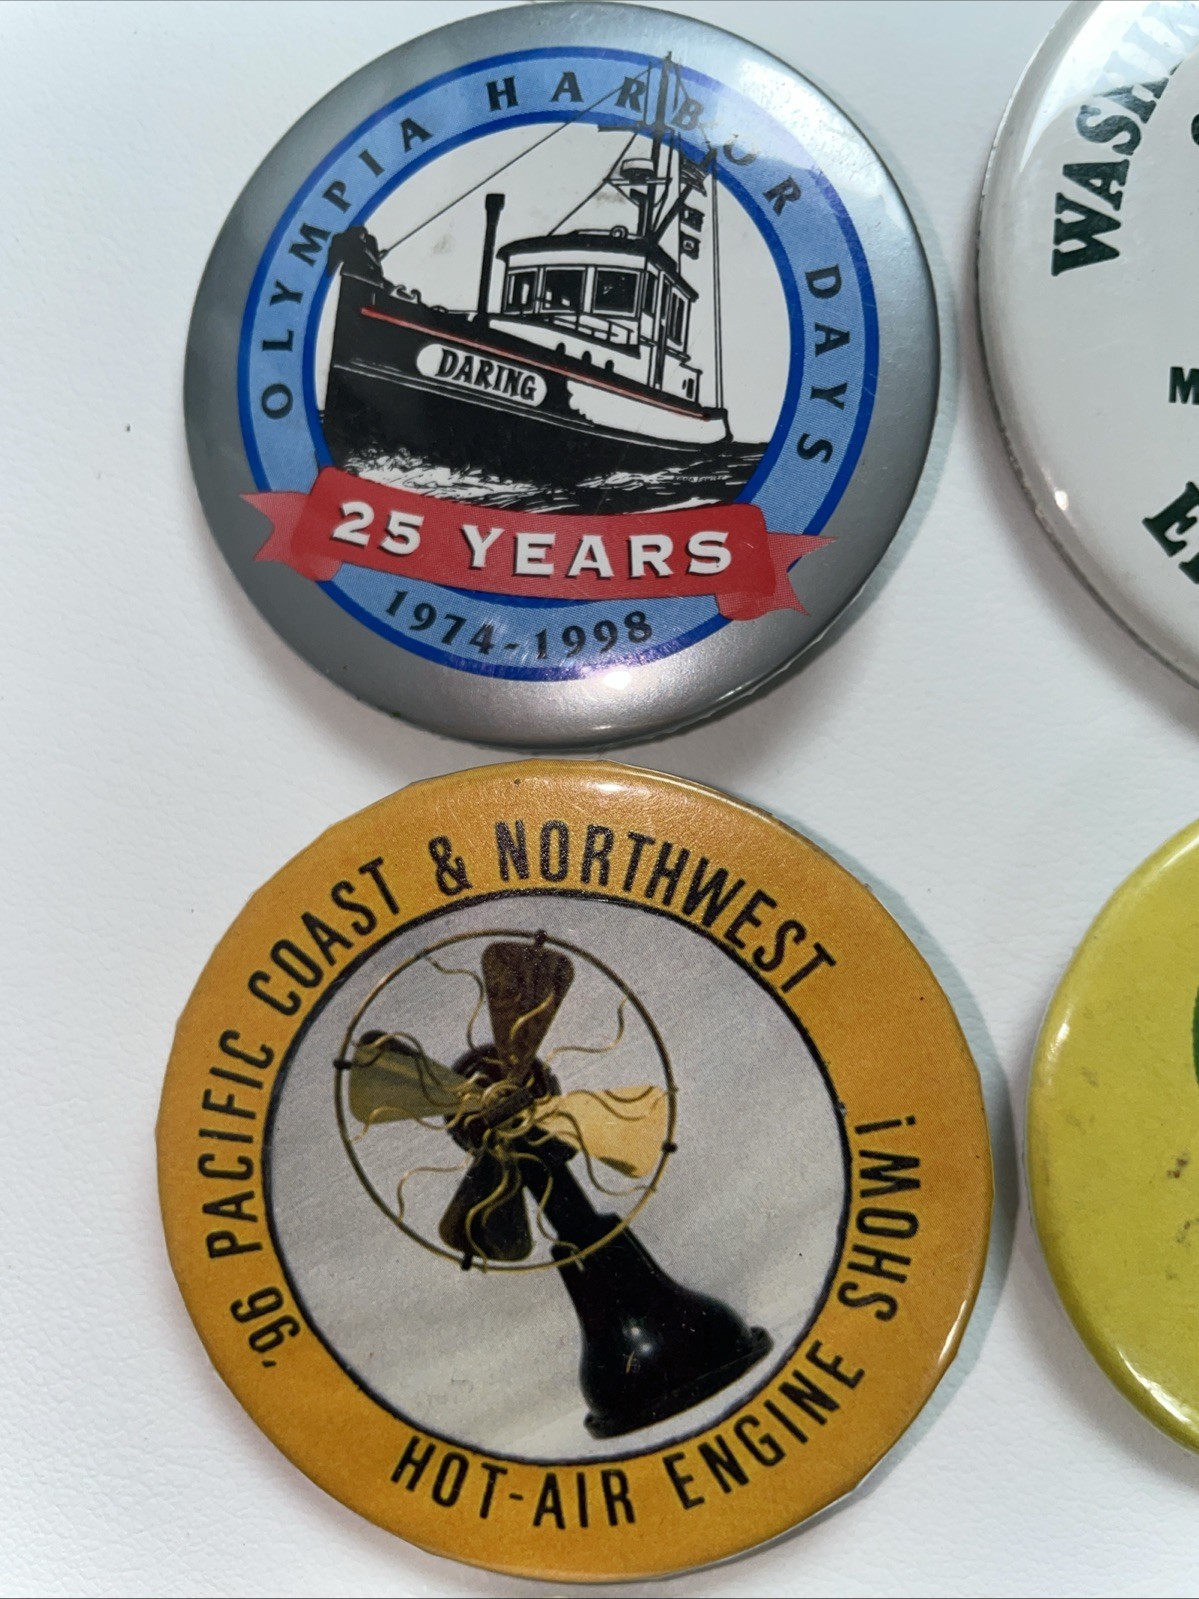 OLYMPIA HARBOR DAYS
DARING
25 YEARS
1974-1998
'96 PACIFIC COAST & NORTHWEST
HOT-AIR ENGINE SHOW!